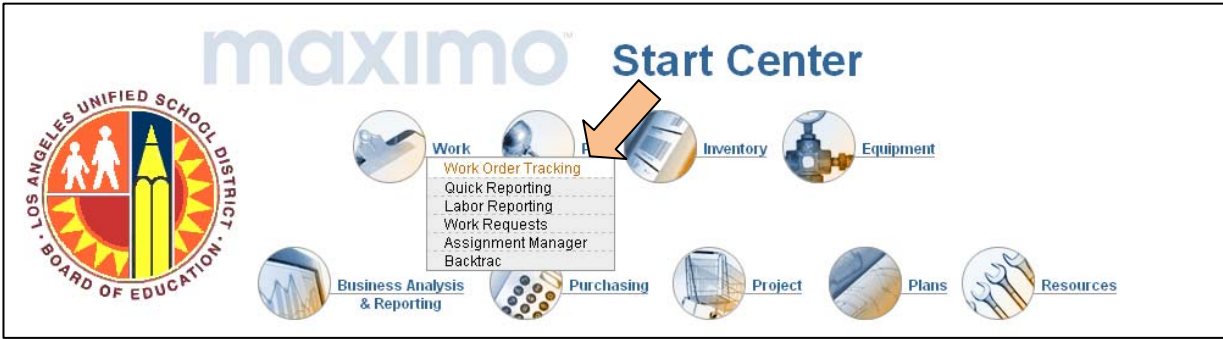 maximo™ Start Center
LOS ANGELES UNIFIED SCHOOL DISTRICT · BOARD OF EDUCATION ·
Work
Inventory
Equipment
Work Order Tracking
Quick Reporting
Labor Reporting
Work Requests
Assignment Manager
Backtrac
Business Analysis
& Reporting
Purchasing
Project
Plans
Resources